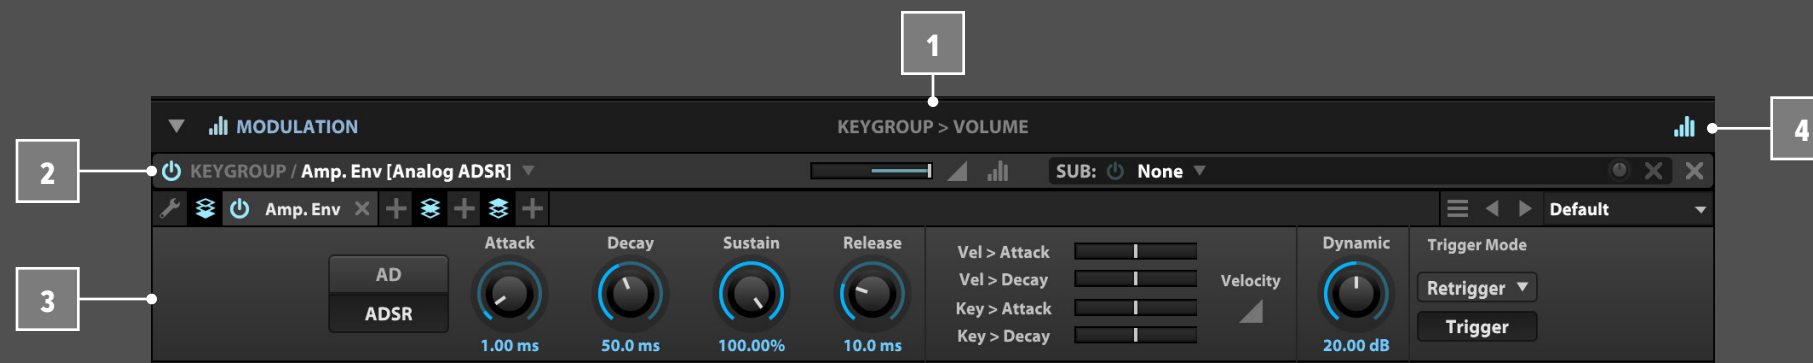 1
MODULATION KEYGROUP > VOLUME
4
2
KEYGROUP / Amp. Env [Analog ADSR] SUB: None
Amp. Env Default
3
Attack Decay Sustain Release Dynamic Trigger Mode
Vel > Attack
AD
Vel > Decay Velocity
Retrigger
Key > Attack
ADSR
Trigger
Key > Decay
1.00 ms 50.0 ms 100.00% 10.0 ms 20.00 dB